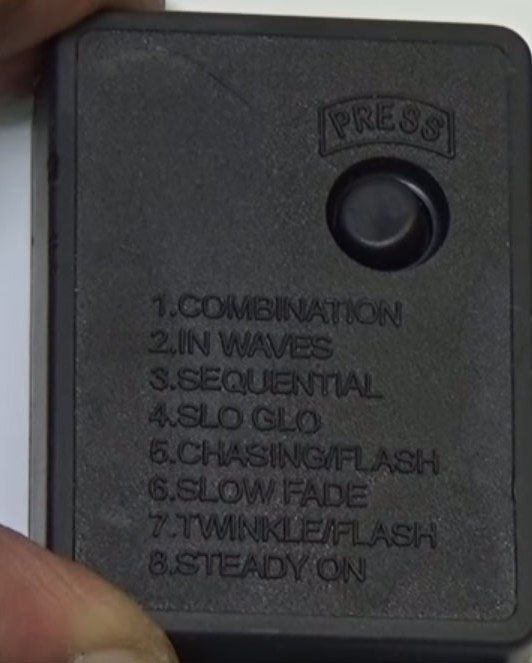 PRESS
1.COMBINATION
2.IN WAVES
3.SEQUENTIAL
4.SLO GLO
5.CHASING/FLASH
6.SLOW FADE
7.TWINKLE/FLASH
8.STEADY ON